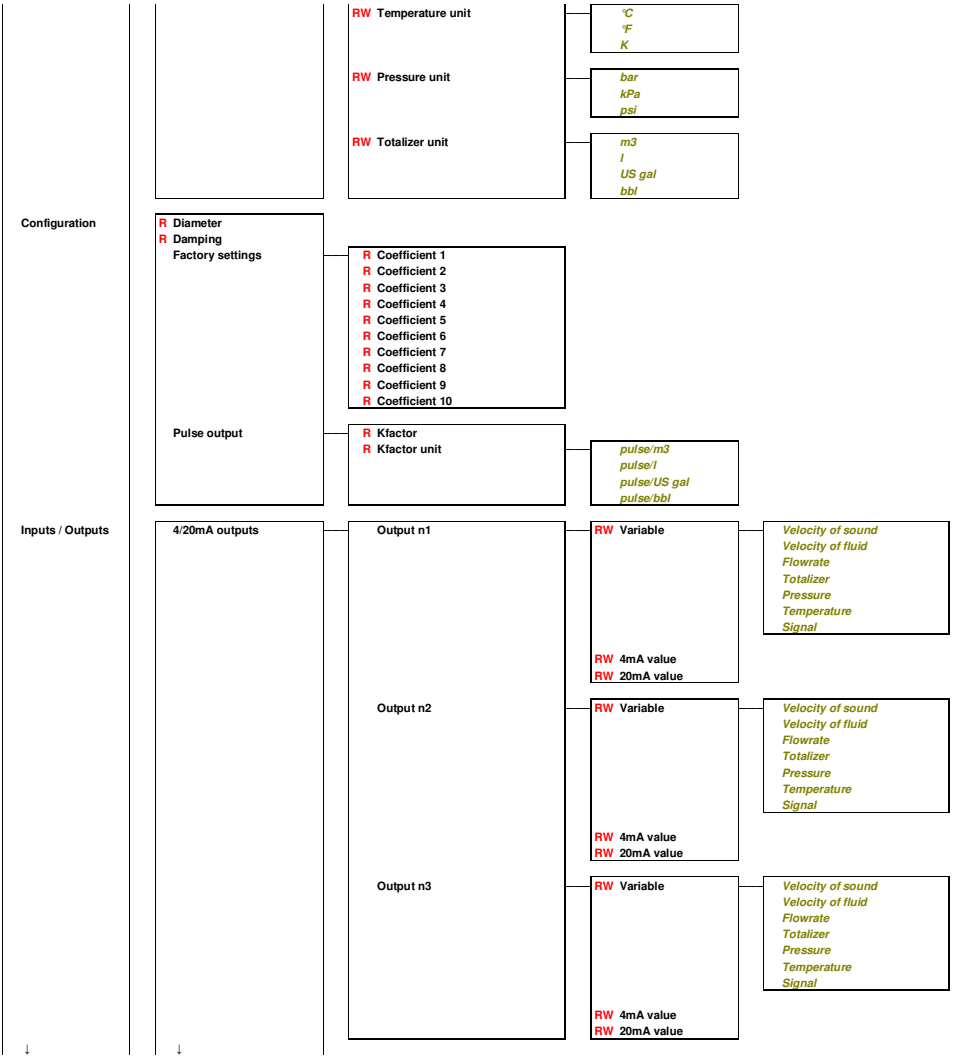 RW Temperature unit °C
°F
K
RW Pressure unit bar
kPa
psi
RW Totalizer unit m3
l
US gal
bbl
Configuration R Diameter
R Damping
Factory settings R Coefficient 1
R Coefficient 2
R Coefficient 3
R Coefficient 4
R Coefficient 5
R Coefficient 6
R Coefficient 7
R Coefficient 8
R Coefficient 9
R Coefficient 10
Pulse output R Kfactor
R Kfactor unit pulse/m3
pulse/l
pulse/US gal
pulse/bbl
Inputs / Outputs 4/20mA outputs Output n1 RW Variable Velocity of sound
Velocity of fluid
Flowrate
Totalizer
Pressure
Temperature
Signal
RW 4mA value
RW 20mA value
Output n2 RW Variable Velocity of sound
Velocity of fluid
Flowrate
Totalizer
Pressure
Temperature
Signal
RW 4mA value
RW 20mA value
Output n3 RW Variable Velocity of sound
Velocity of fluid
Flowrate
Totalizer
Pressure
Temperature
Signal
RW 4mA value
RW 20mA value
↓ ↓